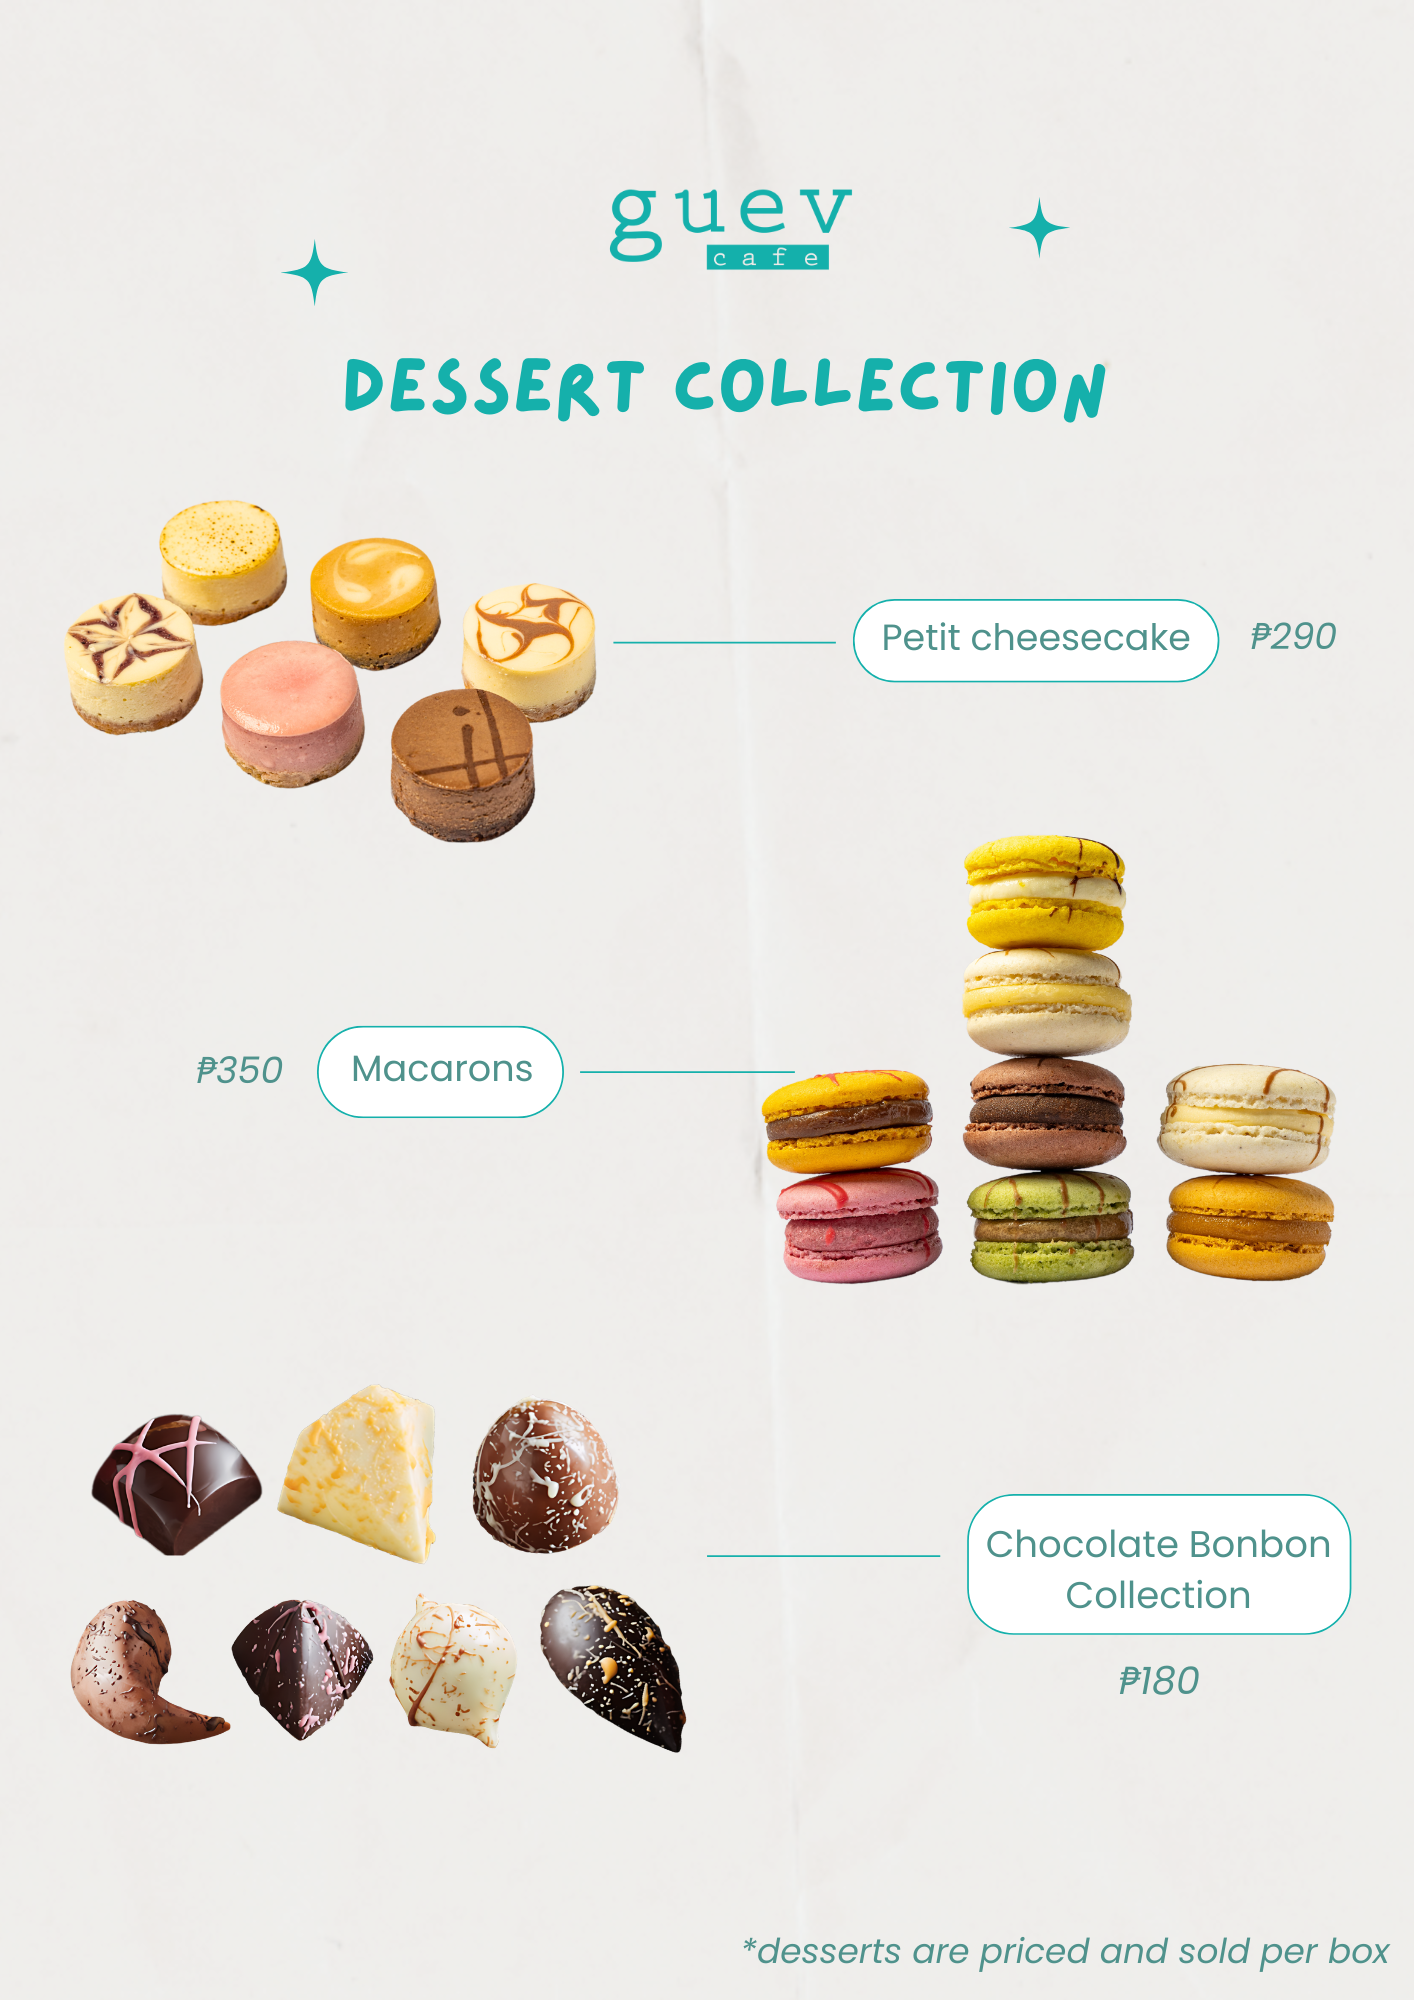 guev
cafe
DESSERT COLLECTION
Petit cheesecake ₱290
₱350 Macarons
Chocolate Bonbon
Collection
₱180
*desserts are priced and sold per box